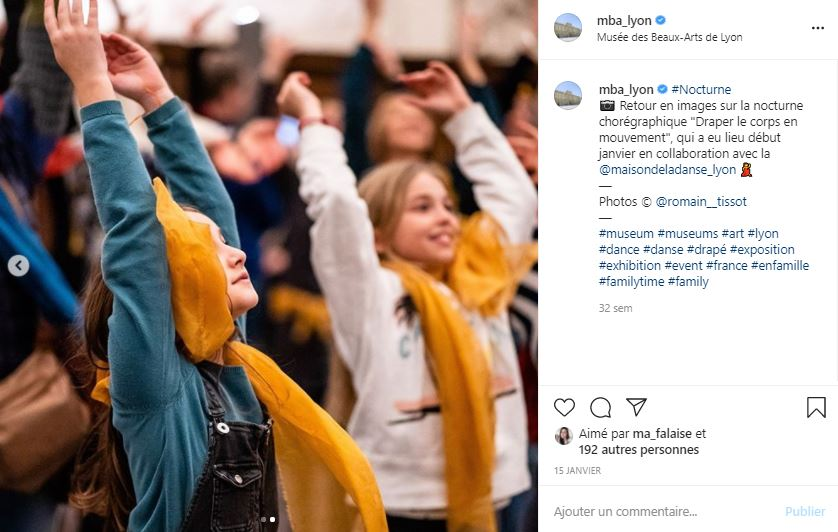 mba_lyon
Musée des Beaux-Arts de Lyon
mba_lyon #Nocturne
📷 Retour en images sur la nocturne
chorégraphique "Draper le corps en
mouvement", qui a eu lieu début
janvier en collaboration avec la
@maisondeladanse_lyon 💃
—
Photos © @romain__tissot
—
#museum #museums #art #lyon
#dance #danse #drapé #exposition
#exhibition #event #france #enfamille
#familytime #family
32 sem
Aimé par ma_falaise et
192 autres personnes
15 JANVIER
Ajouter un commentaire... Publier